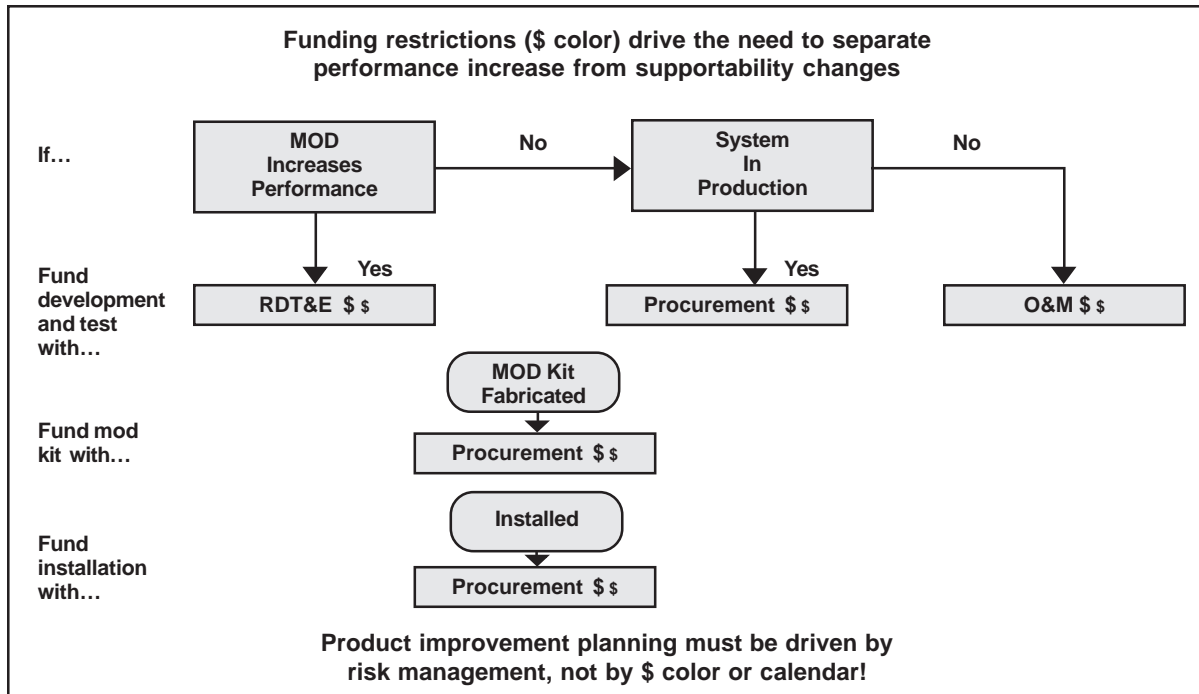 Funding restrictions ($ color) drive the need to separate
performance increase from supportability changes
If…
MOD
Increases
Performance
No
System
In
Production
No
Fund
development
and test
with…
Yes
RDT&E $ $
Yes
Procurement $ $
O&M $ $
MOD Kit
Fabricated
Fund mod
kit with…
Procurement $ $
Installed
Fund
installation
with…
Procurement $ $
Product improvement planning must be driven by
risk management, not by $ color or calendar!